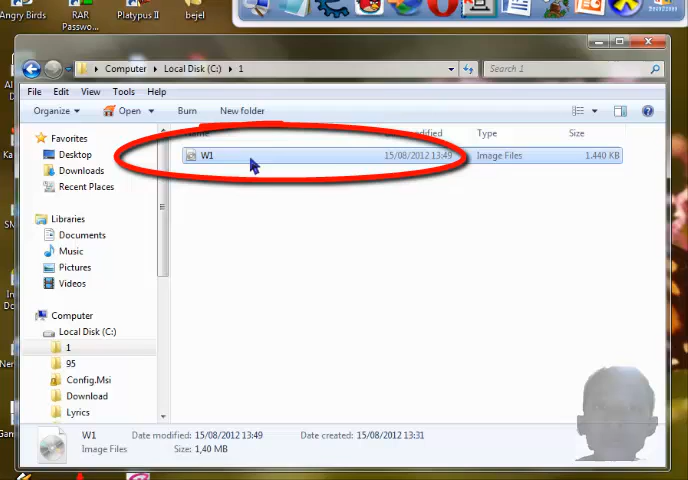 Angry Birds
RAR
Passwo...
Platypus II
bejel
Computer
Local Disk (C:)
1
Search 1
File
Edit
View
Tools
Help
Organize
Open
Burn
New folder
Type
Size
W1
15/08/2012 13:49
Image Files
1.440 KB
Favorites
Desktop
Downloads
Recent Places
Libraries
Documents
Music
Pictures
Videos
Computer
Local Disk (C:)
1
95
Config.Msi
Download
Lyrics
W1
Date modified: 15/08/2012 13:49
Date created: 15/08/2012 13:31
Image Files
Size: 1,40 MB